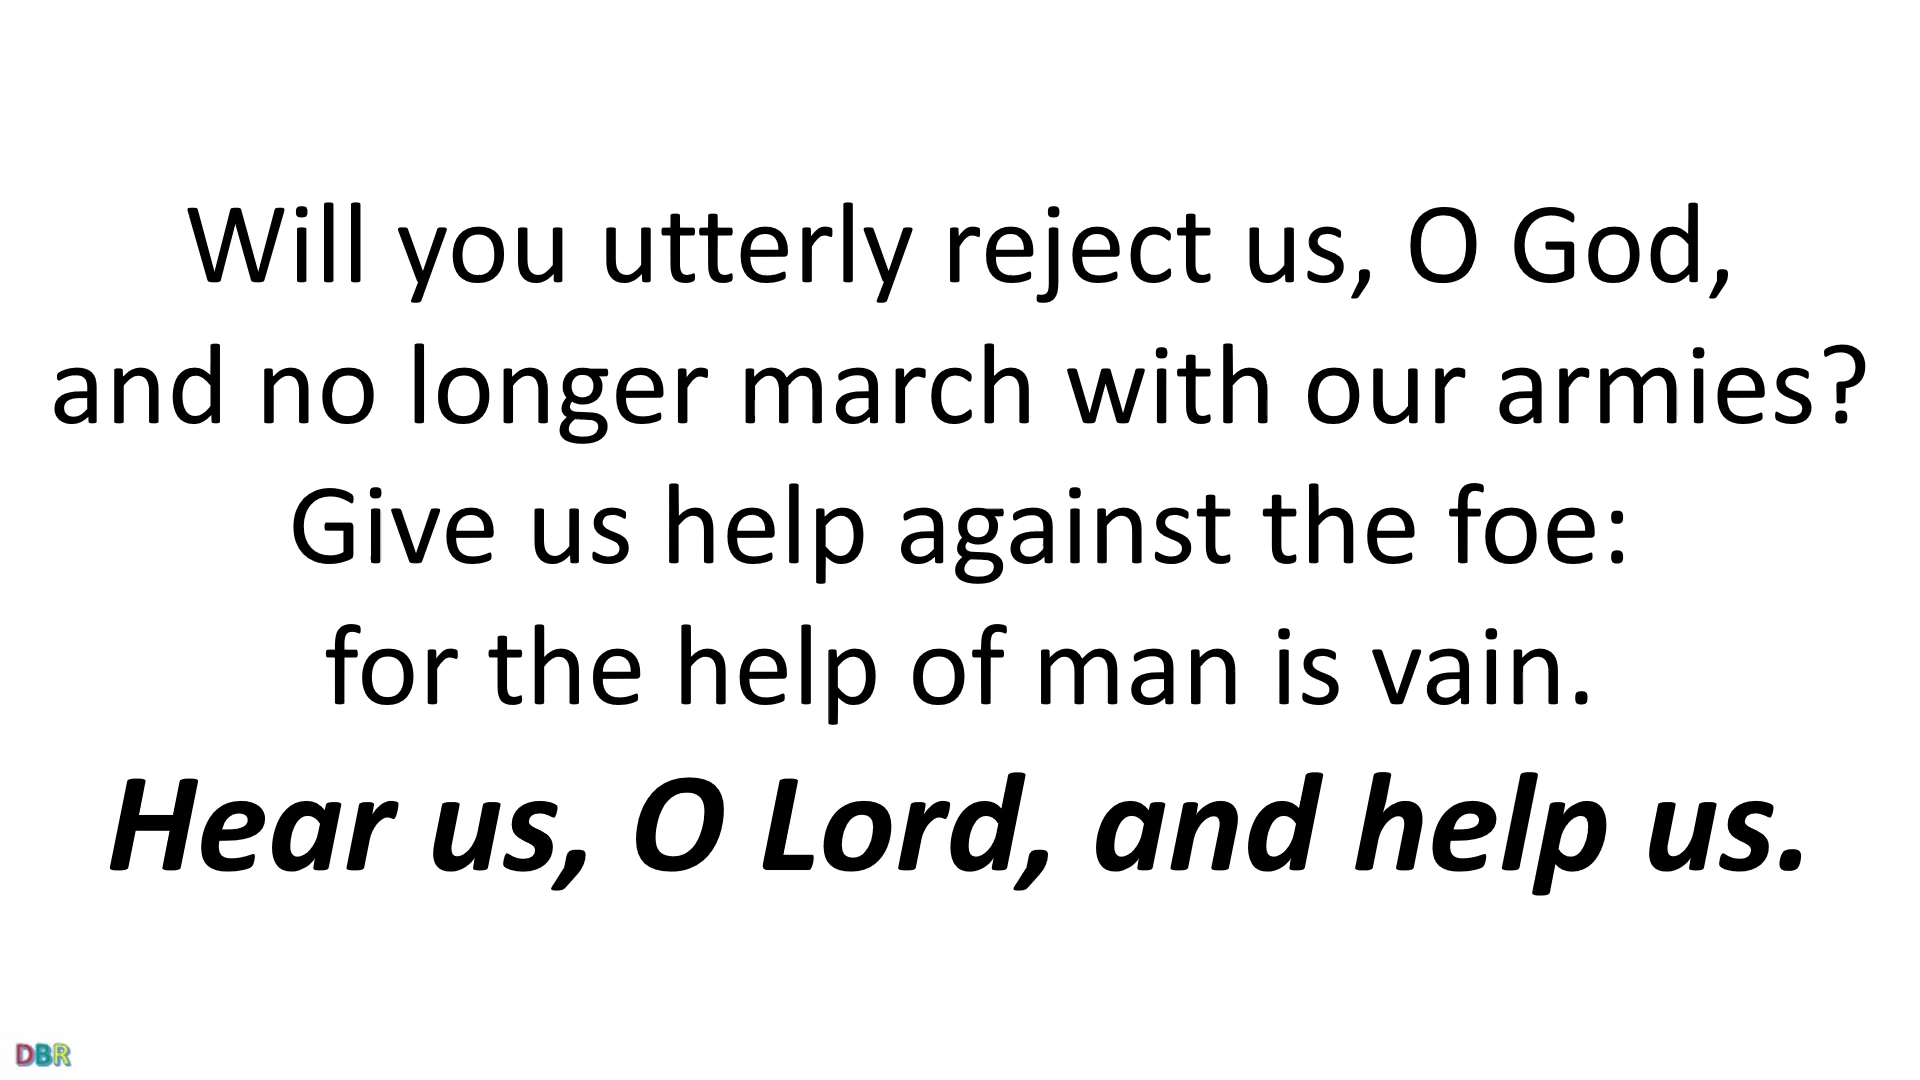 Will you utterly reject us, O God,
and no longer march with our armies?
Give us help against the foe:
for the help of man is vain.
Hear us, O Lord, and help us.
DBR